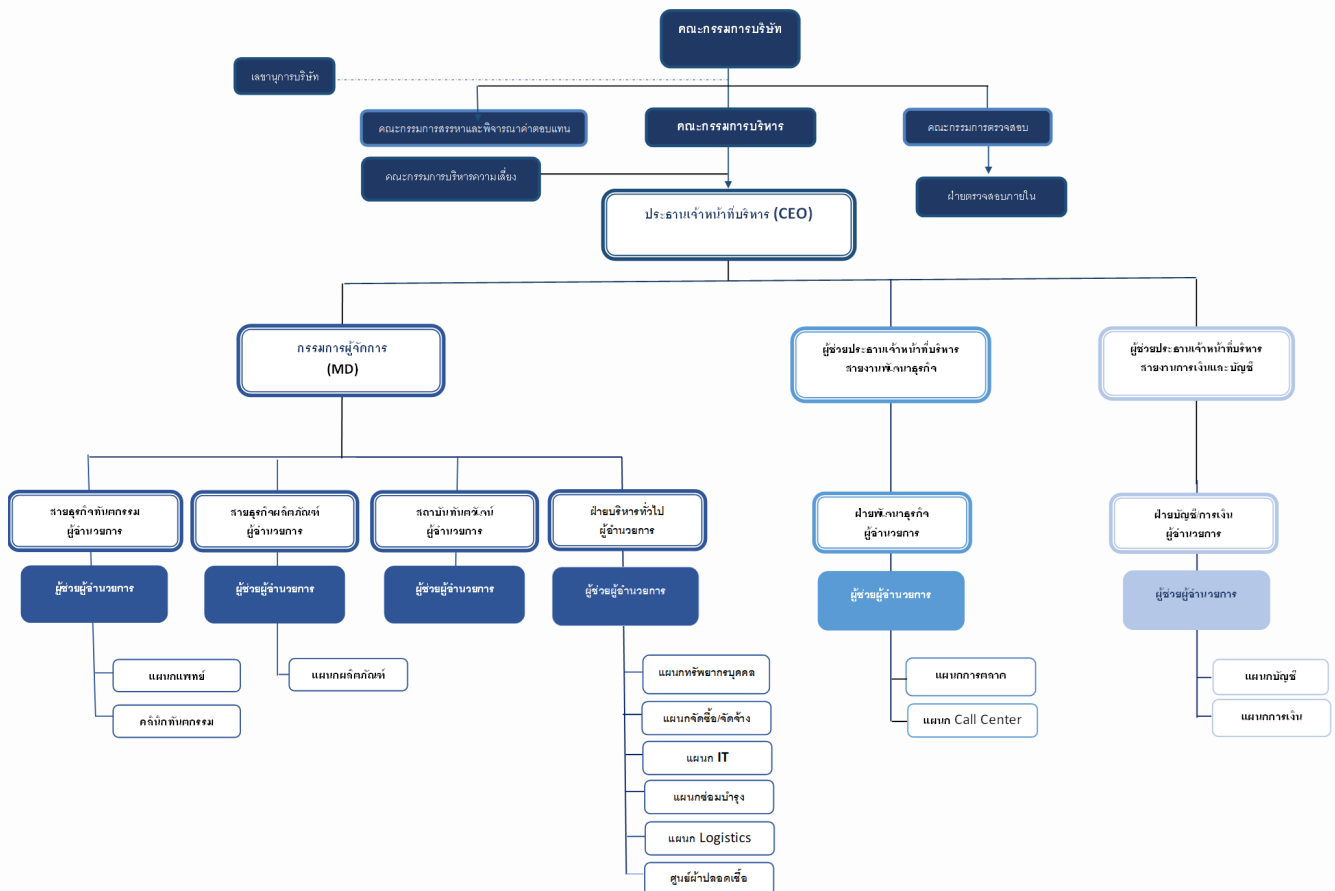 คณะกรรมการบริษัท
เลขานุการบริษัท
คณะกรรมการสรรหาและพิจารณาค่าตอบแทน
คณะกรรมการบริหาร
คณะกรรมการตรวจสอบ
คณะกรรมการบริหารความเสี่ยง
ฝ่ายตรวจสอบภายใน
ประธานเจ้าหน้าที่บริหาร (CEO)
กรรมการผู้จัดการ
(MD)
ผู้ช่วยประธานเจ้าหน้าที่บริหาร
สายงานพัฒนาธุรกิจ
ผู้ช่วยประธานเจ้าหน้าที่บริหาร
สายงานการเงินและบัญชี
สายธุรกิจทันตกรรม
ผู้อำนวยการ
สายธุรกิจผลิตภัณฑ์
ผู้อำนวยการ
สถาบันทันตสัจน์
ผู้อำนวยการ
ฝ่ายบริหารทั่วไป
ผู้อำนวยการ
ฝ่ายพัฒนาธุรกิจ
ผู้อำนวยการ
ฝ่ายบัญชีการเงิน
ผู้อำนวยการ
ผู้ช่วยผู้อำนวยการ
ผู้ช่วยผู้อำนวยการ
ผู้ช่วยผู้อำนวยการ
ผู้ช่วยผู้อำนวยการ
ผู้ช่วยผู้อำนวยการ
ผู้ช่วยผู้อำนวยการ
แผนกแพทย์
คลินิกทันตกรรม
แผนกผลิตภัณฑ์
แผนกทรัพยากรบุคคล
แผนกจัดซื้อ/จัดจ้าง
แผนก IT
แผนกซ่อมบำรุง
แผนก Logistics
ศูนย์ผ้าปลอดเชื้อ
แผนกการตลาด
แผนก Call Center
แผนกบัญชี
แผนกการเงิน